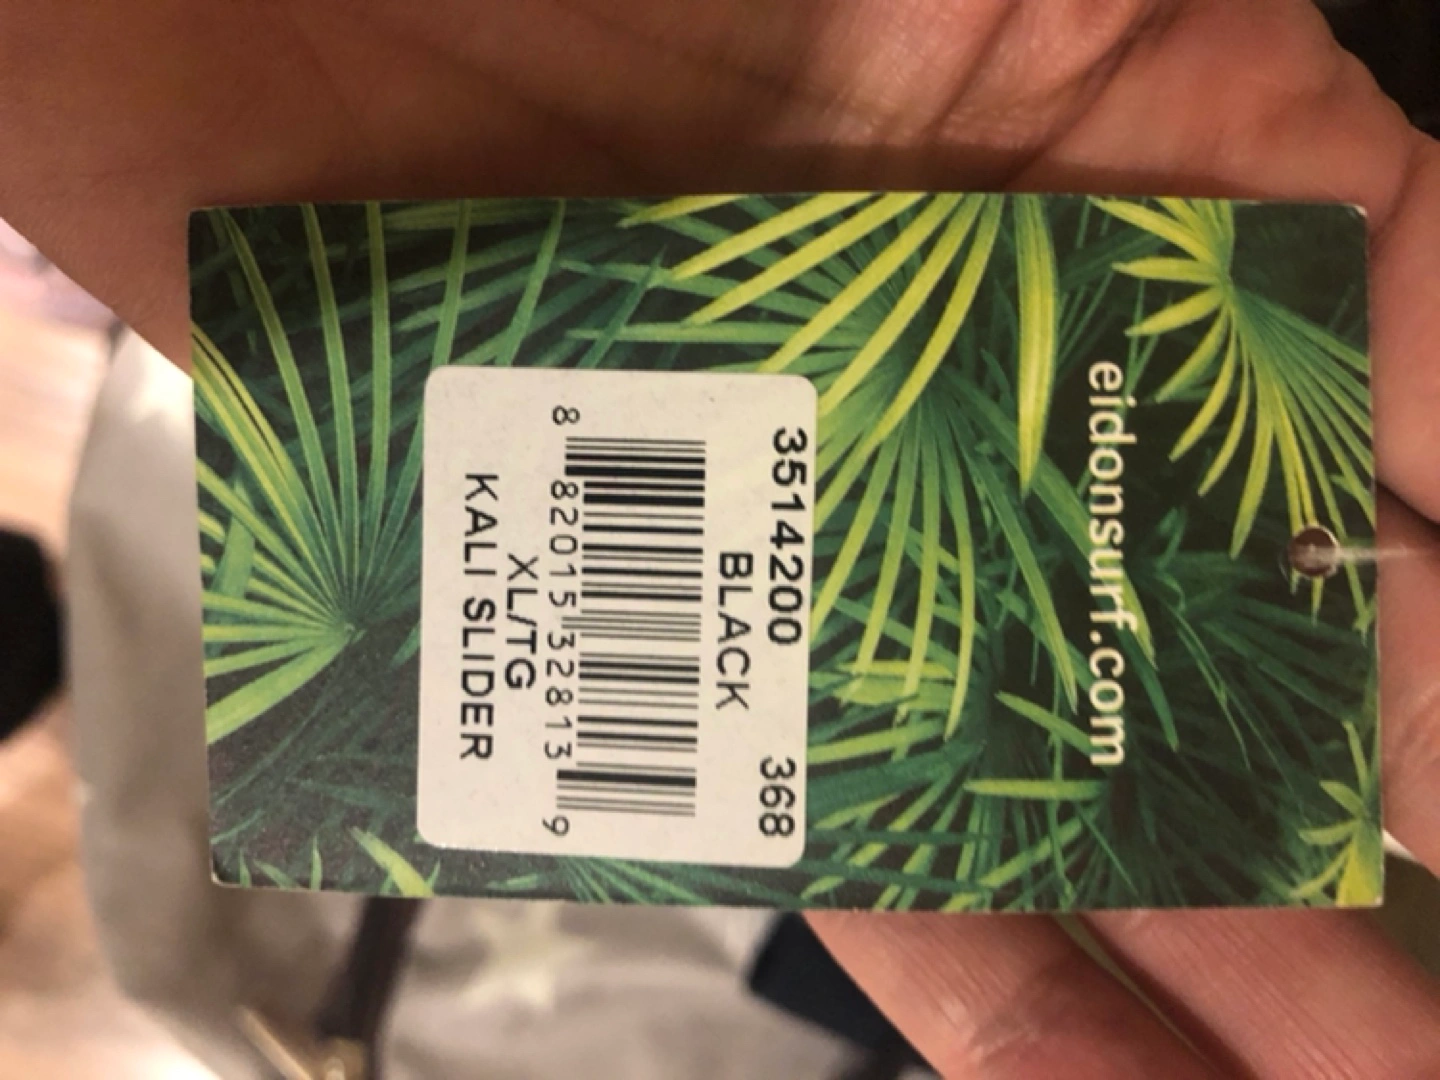 eidonsurf.com
3514200 368
BLACK
8 82015 32813 9
XL/TG
KALI SLIDER